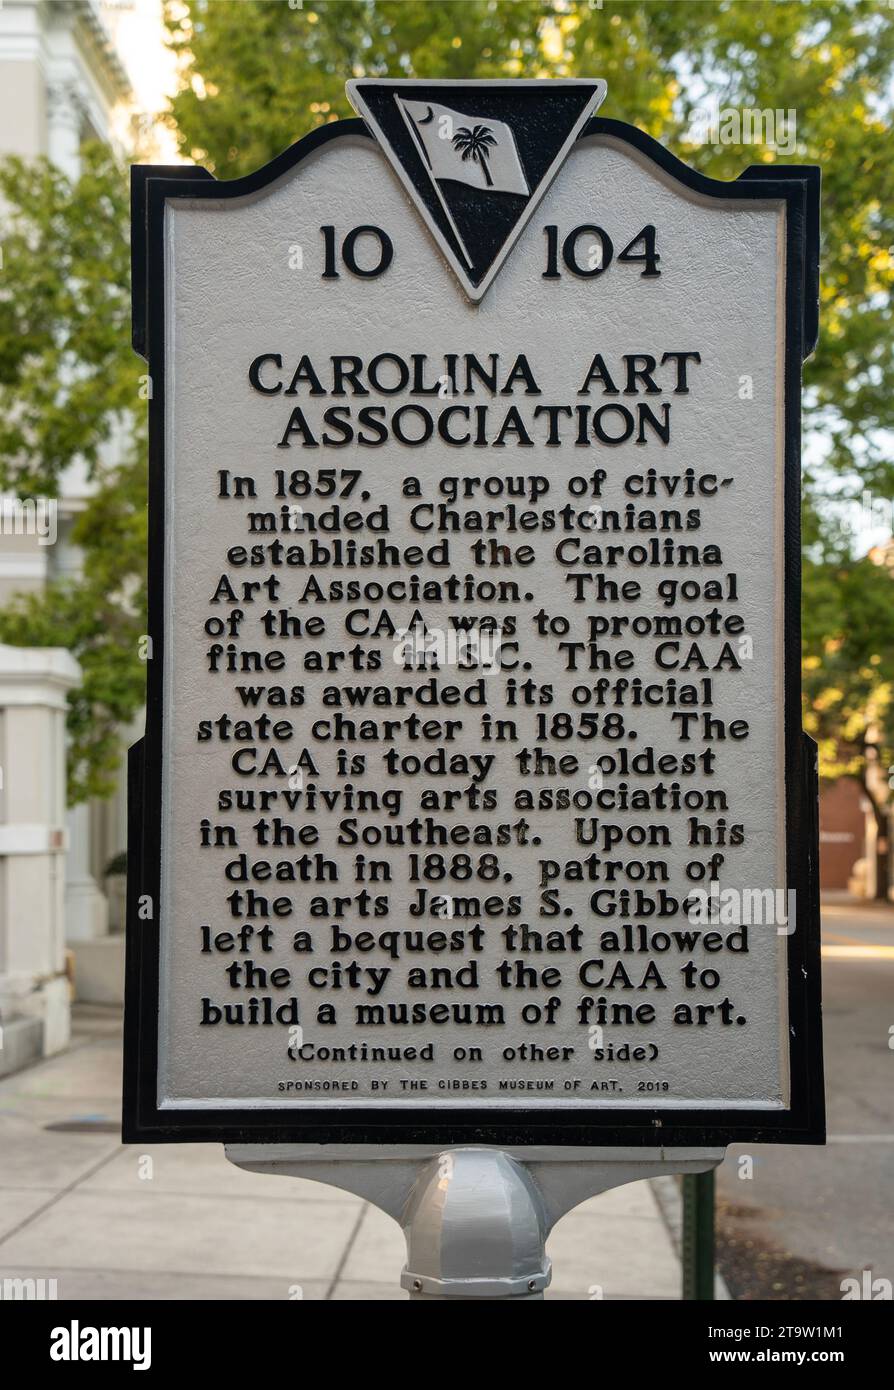 10 104
CAROLINA ART
ASSOCIATION
In 1857, a group of civic-
minded Charlestonians
established the Carolina
Art Association. The goal
of the CAA was to promote
fine arts in S.C. The CAA
was awarded its official
state charter in 1858. The
CAA is today the oldest
surviving arts association
in the Southeast. Upon his
death in 1888, patron of
the arts James S. Gibbes
left a bequest that allowed
the city and the CAA to
build a museum of fine art.
(Continued on other side)
SPONSORED BY THE GIBBES MUSEUM OF ART, 2019
alamy
alamy
Image ID: 2T9W1M1
www.alamy.com